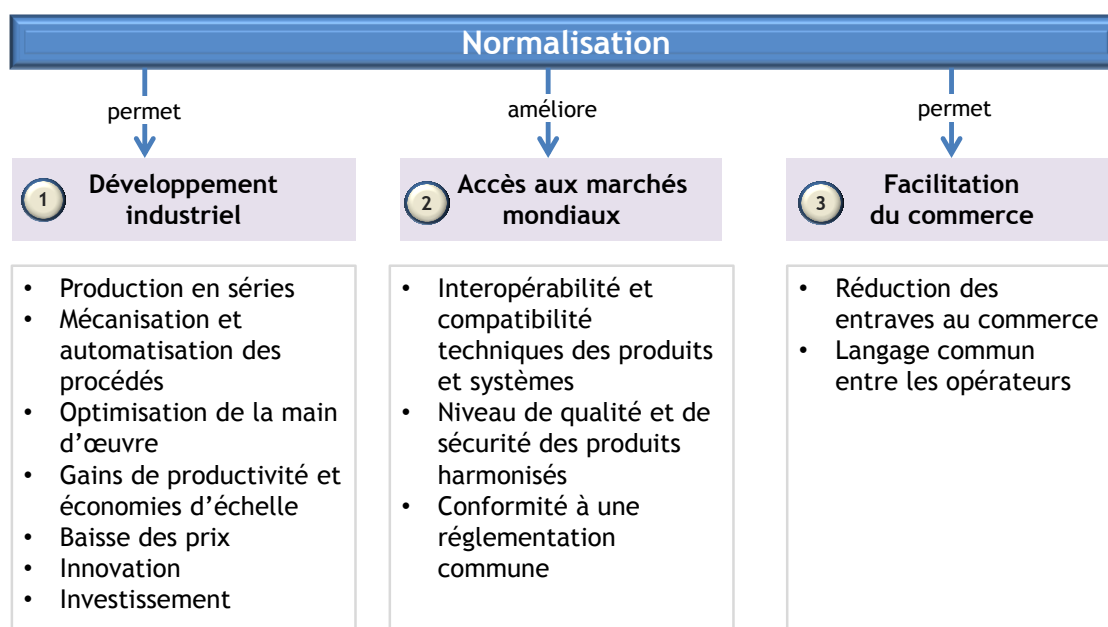 Normalisation
permet
améliore
permet
1
Développement
industriel
2
Accès aux marchés
mondiaux
3
Facilitation
du commerce
• Production en séries
• Mécanisation et
automatisation des
procédés
• Optimisation de la main
d’œuvre
• Gains de productivité et
économies d’échelle
• Baisse des prix
• Innovation
• Investissement
• Interopérabilité et
compatibilité
techniques des produits
et systèmes
• Niveau de qualité et de
sécurité des produits
harmonisés
• Conformité à une
réglementation
commune
• Réduction des
entraves au commerce
• Langage commun
entre les opérateurs